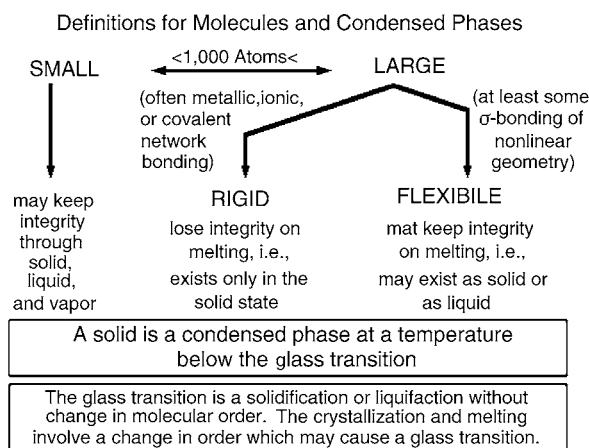 Definitions for Molecules and Condensed Phases
SMALL
<1,000 Atoms<
LARGE
(often metallic,ionic,
or covalent
network
bonding)
(at least some
σ-bonding of
nonlinear
geometry)
may keep
integrity
through
solid,
liquid,
and vapor
RIGID
lose integrity on
melting, i.e.,
exists only in the
solid state
FLEXIBILE
mat keep integrity
on melting, i.e.,
may exist as solid or
as liquid
A solid is a condensed phase at a temperature
below the glass transition
The glass transition is a solidification or liquifaction without
change in molecular order. The crystallization and melting
involve a change in order which may cause a glass transition.